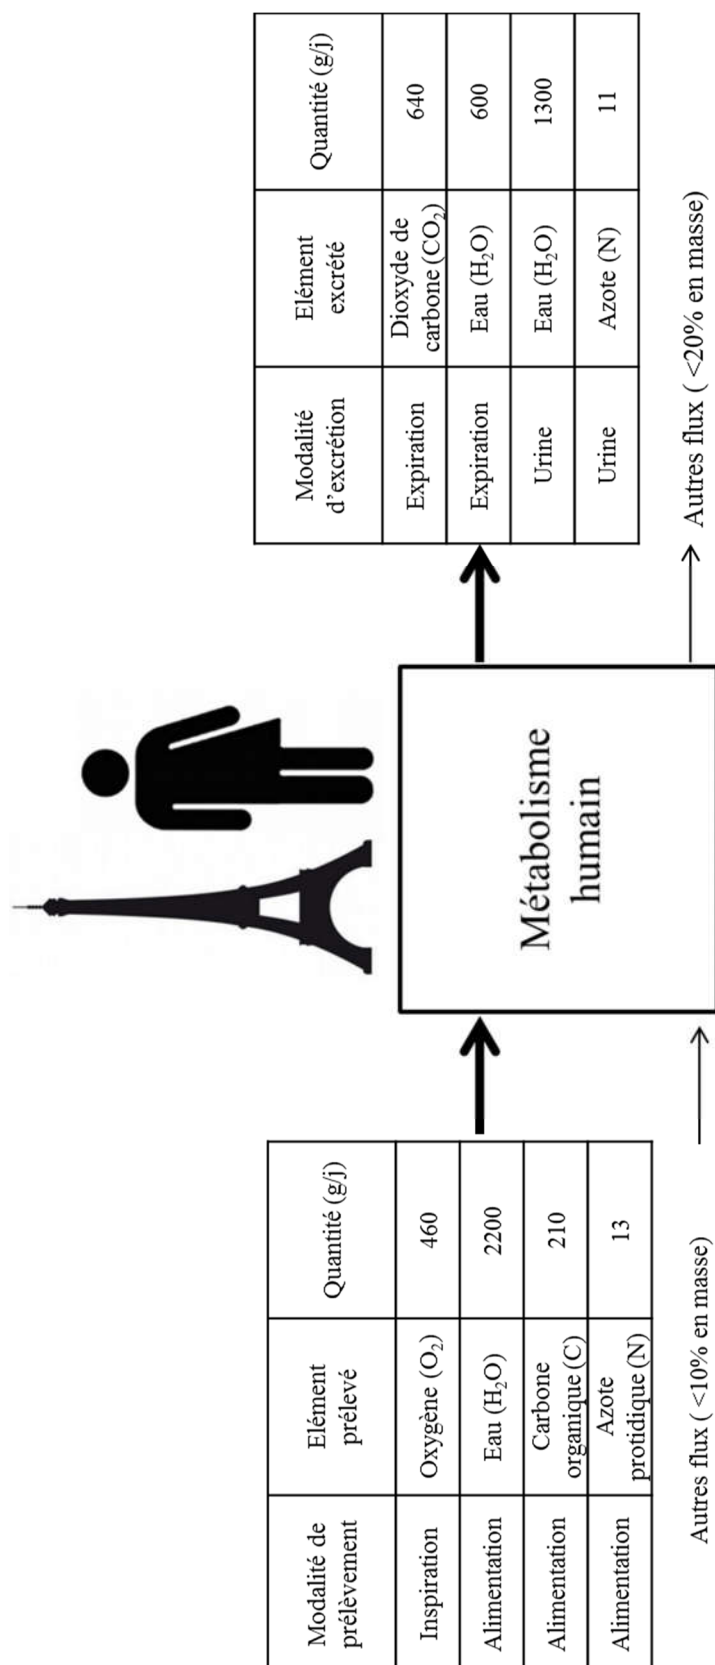 Modalité de
prélèvement
Elément
prélevé
Quantité (g/j)
Inspiration
Oxygène (O₂)
460
Alimentation
Eau (H₂O)
2200
Alimentation
Carbone
organique (C)
210
Alimentation
Azote
protidique (N)
13
Autres flux ( <10% en masse)
Métabolisme
humain
Modalité
d'excrétion
Elément
excrété
Quantité (g/j)
Expiration
Dioxyde de
carbone (CO₂)
640
Expiration
Eau (H₂O)
600
Urine
Eau (H₂O)
1300
Urine
Azote (N)
11
Autres flux ( <20% en masse)